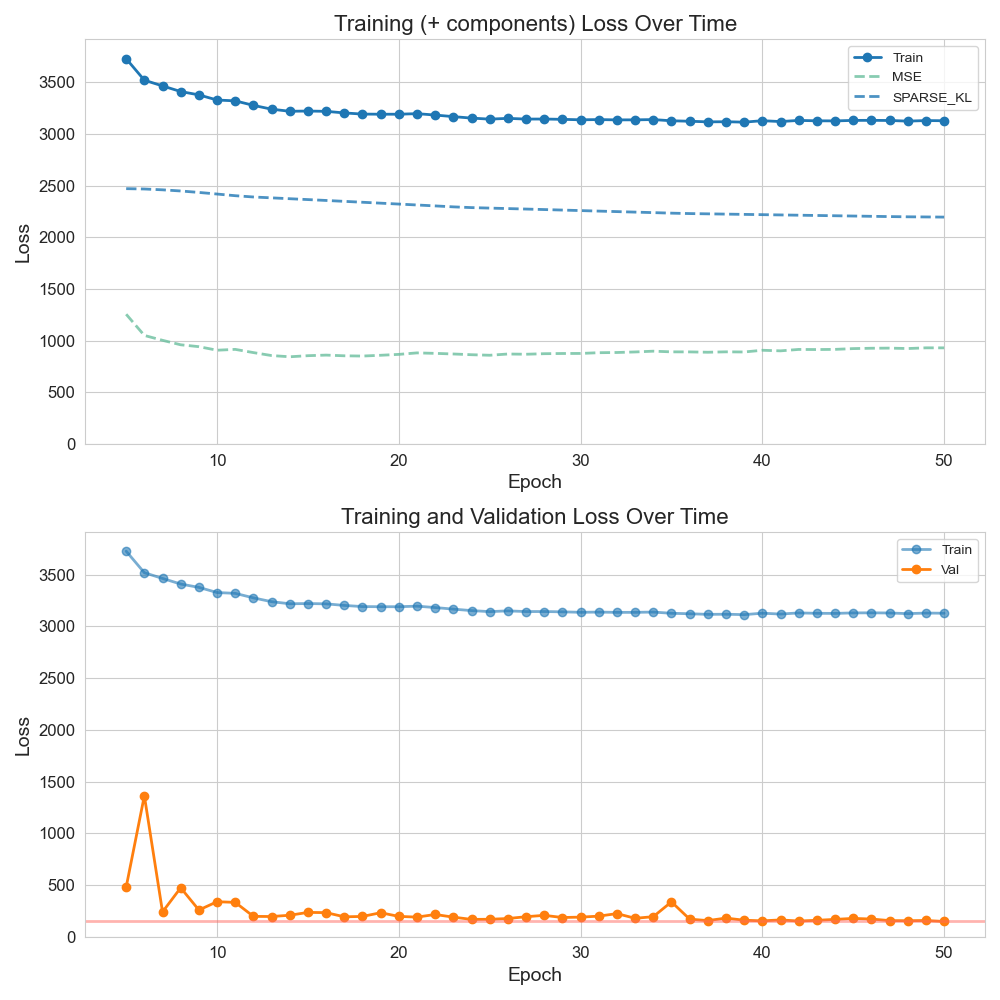 Training (+ components) Loss Over Time
Train
MSE
SPARSE_KL
Loss
3500
3000
2500
2000
1500
1000
500
0
10 20 30 40 50
Epoch
Training and Validation Loss Over Time
Train
Val
Loss
3500
3000
2500
2000
1500
1000
500
0
10 20 30 40 50
Epoch